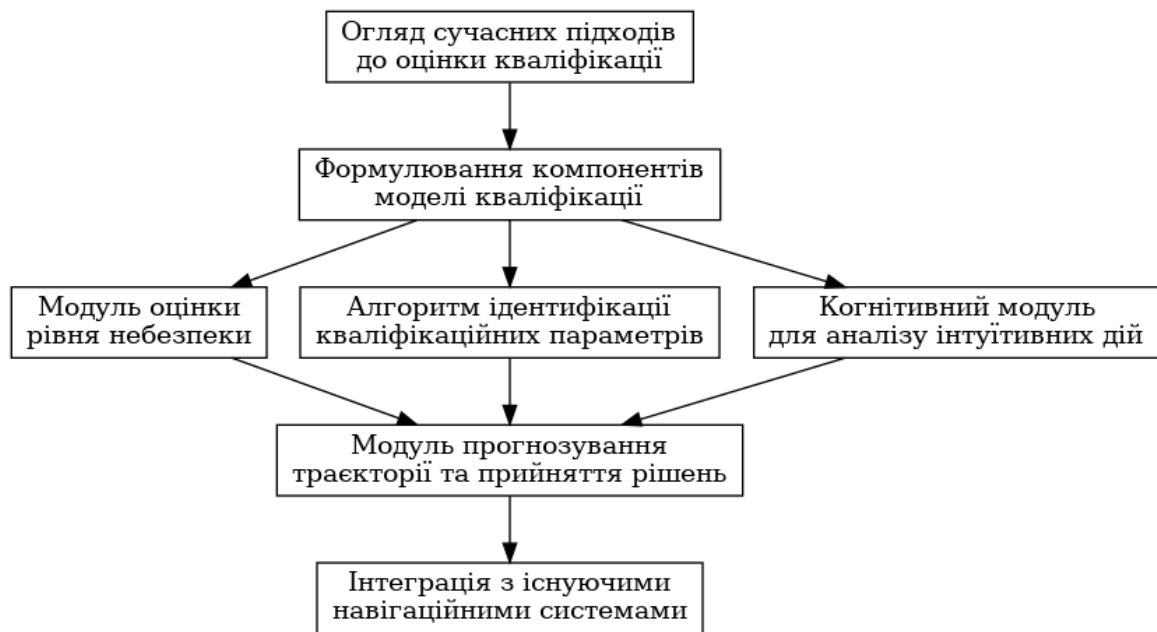 Огляд сучасних підходів
до оцінки кваліфікації
Формулювання компонентів
моделі кваліфікації
Модуль оцінки
рівня небезпеки
Алгоритм ідентифікації
кваліфікаційних параметрів
Когнітивний модуль
для аналізу інтуїтивних дій
Модуль прогнозування
траєкторії та прийняття рішень
Інтеграція з існуючими
навігаційними системами